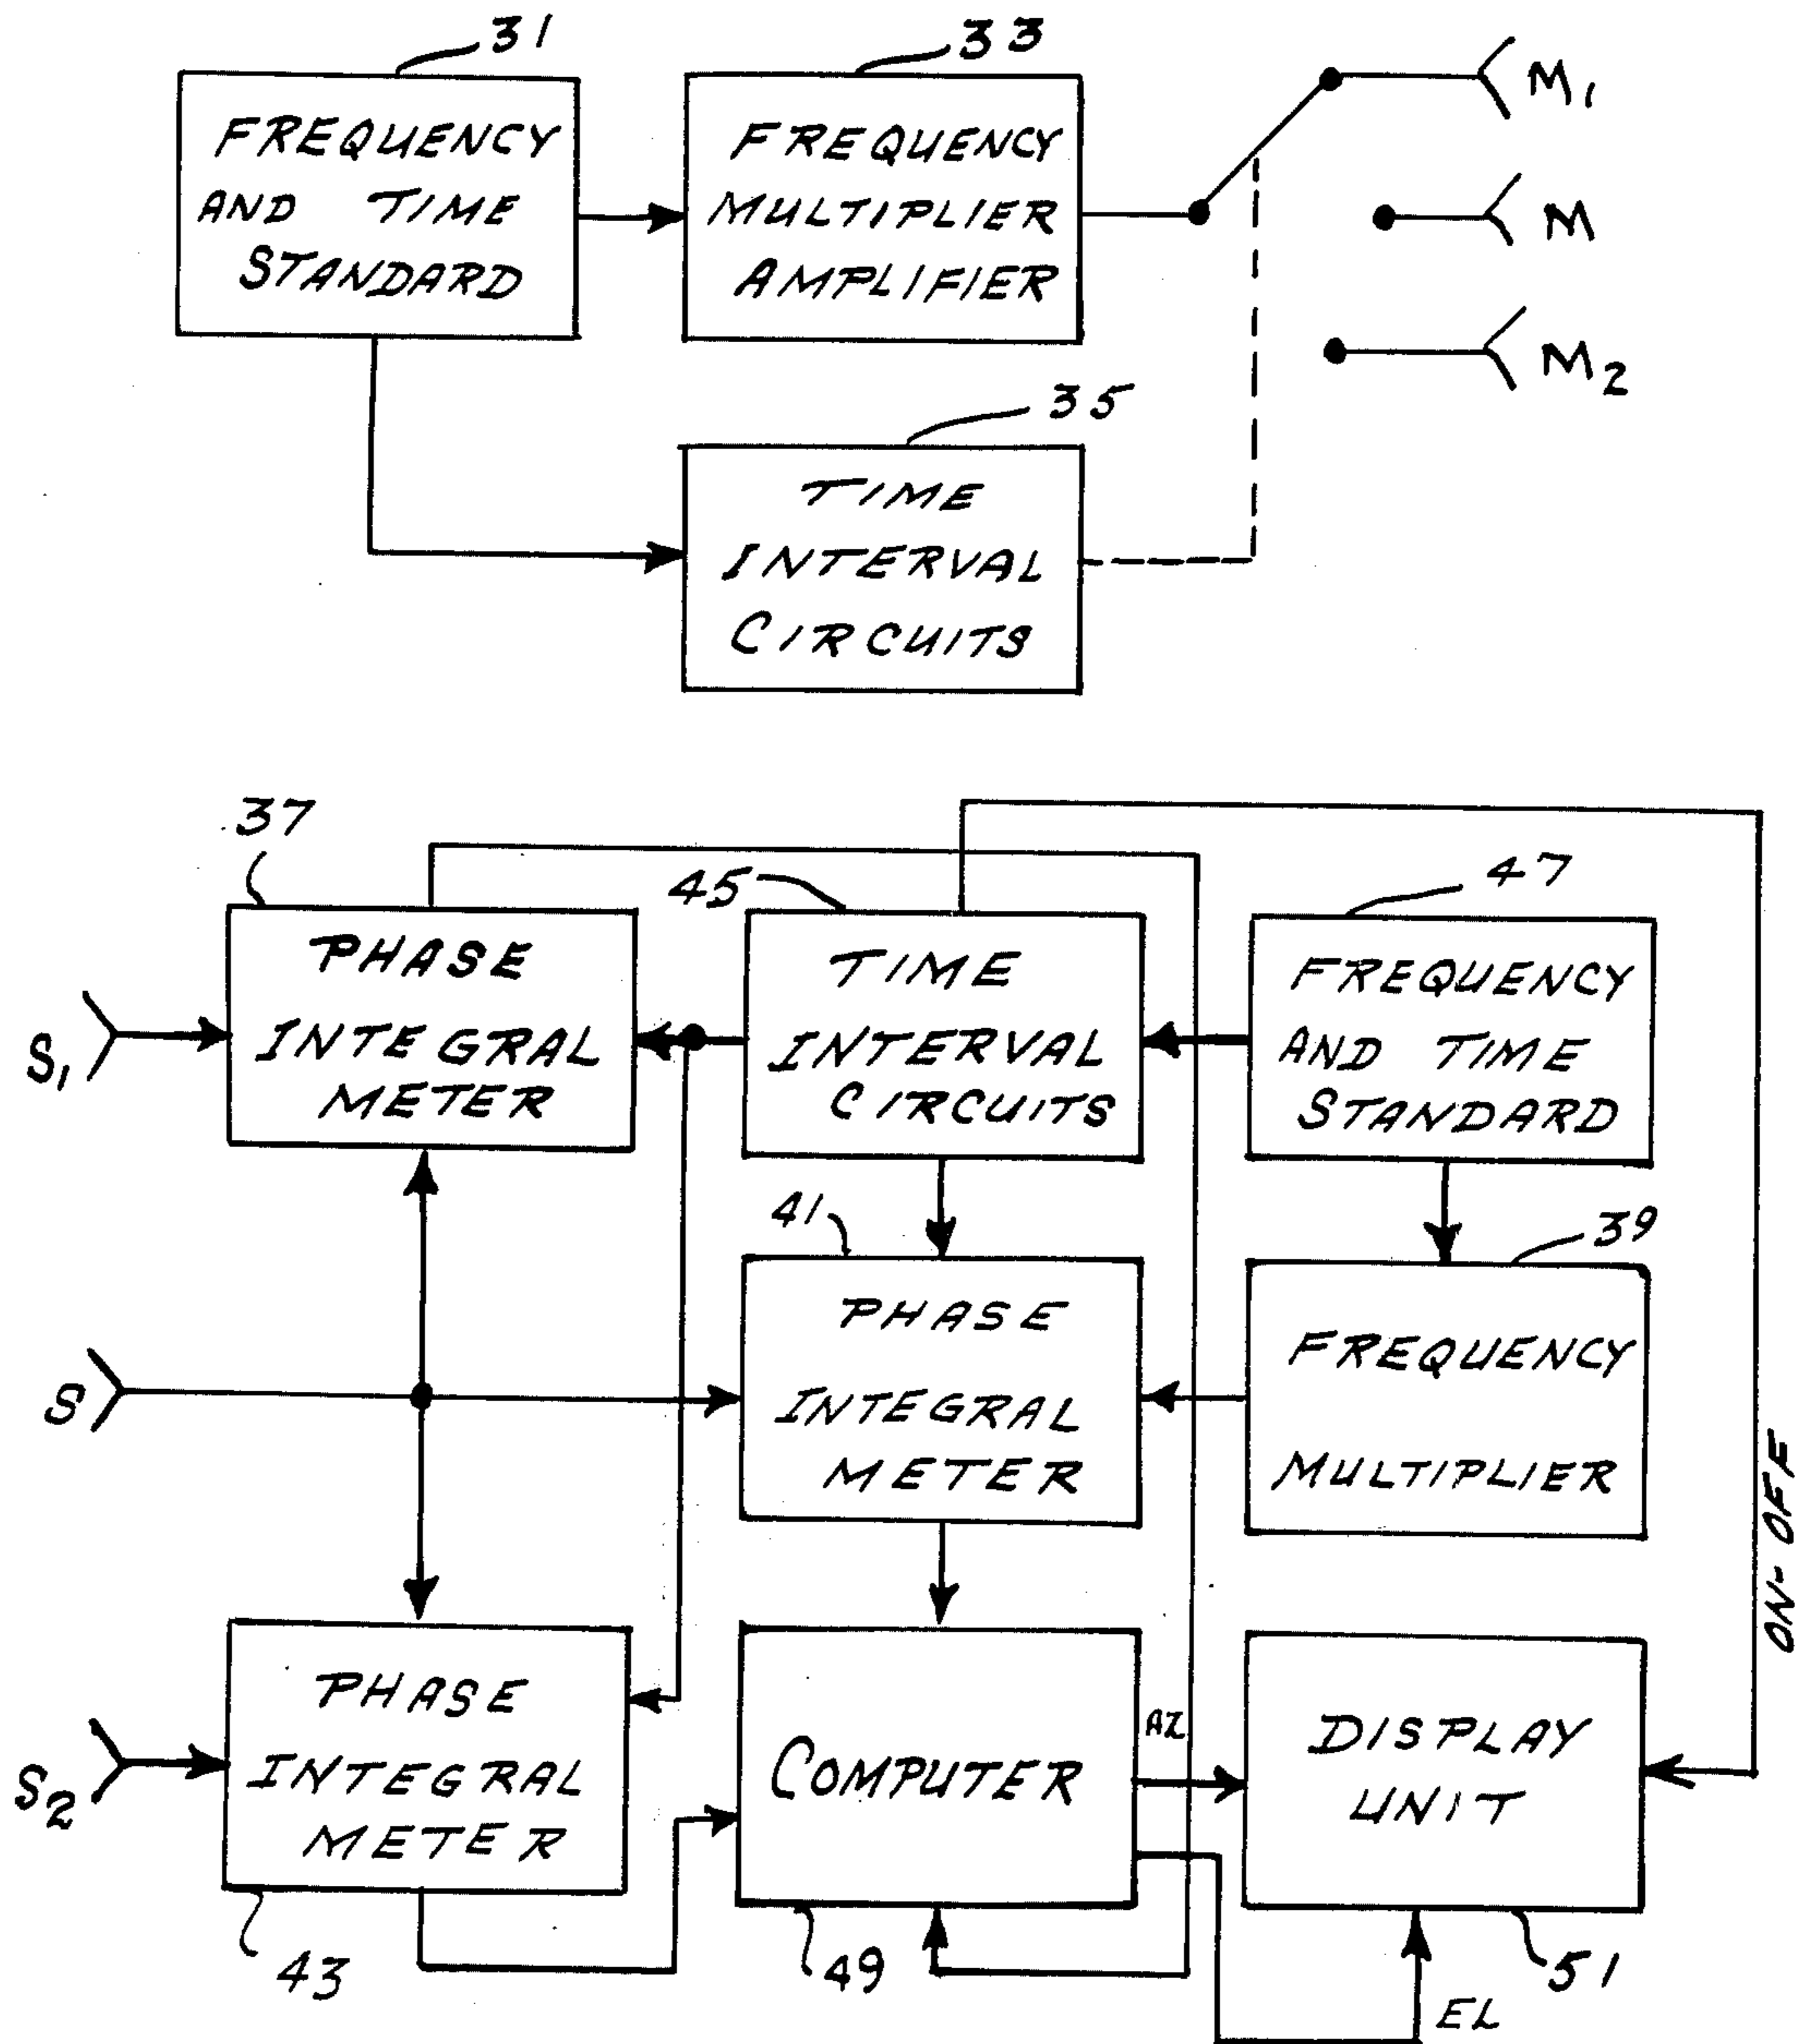 31
33
FREQUENCY
AND TIME
STANDARD
FREQUENCY
MULTIPLIER
AMPLIFIER
M1
M
M2
35
TIME
INTERVAL
CIRCUITS
37
45
47
PHASE
INTEGRAL
METER
TIME
INTERVAL
CIRCUITS
FREQUENCY
AND TIME
STANDARD
S1
41
39
PHASE
INTEGRAL
METER
FREQUENCY
MULTIPLIER
S
ON-OFF
PHASE
INTEGRAL
METER
COMPUTER
AZ
DISPLAY
UNIT
S2
43
49
51
EL